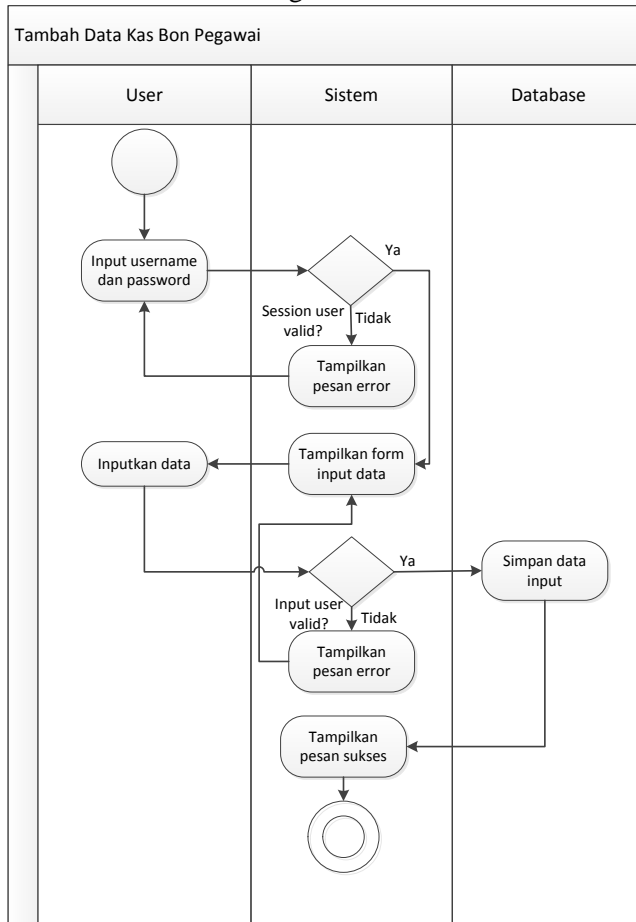 Tambah Data Kas Bon Pegawai
User
Sistem
Database
Input username
dan password
Ya
Session user
valid?
Tidak
Tampilkan
pesan error
Inputkan data
Tampilkan form
input data
Ya
Simpan data
input
Input user
valid?
Tidak
Tampilkan
pesan error
Tampilkan
pesan sukses